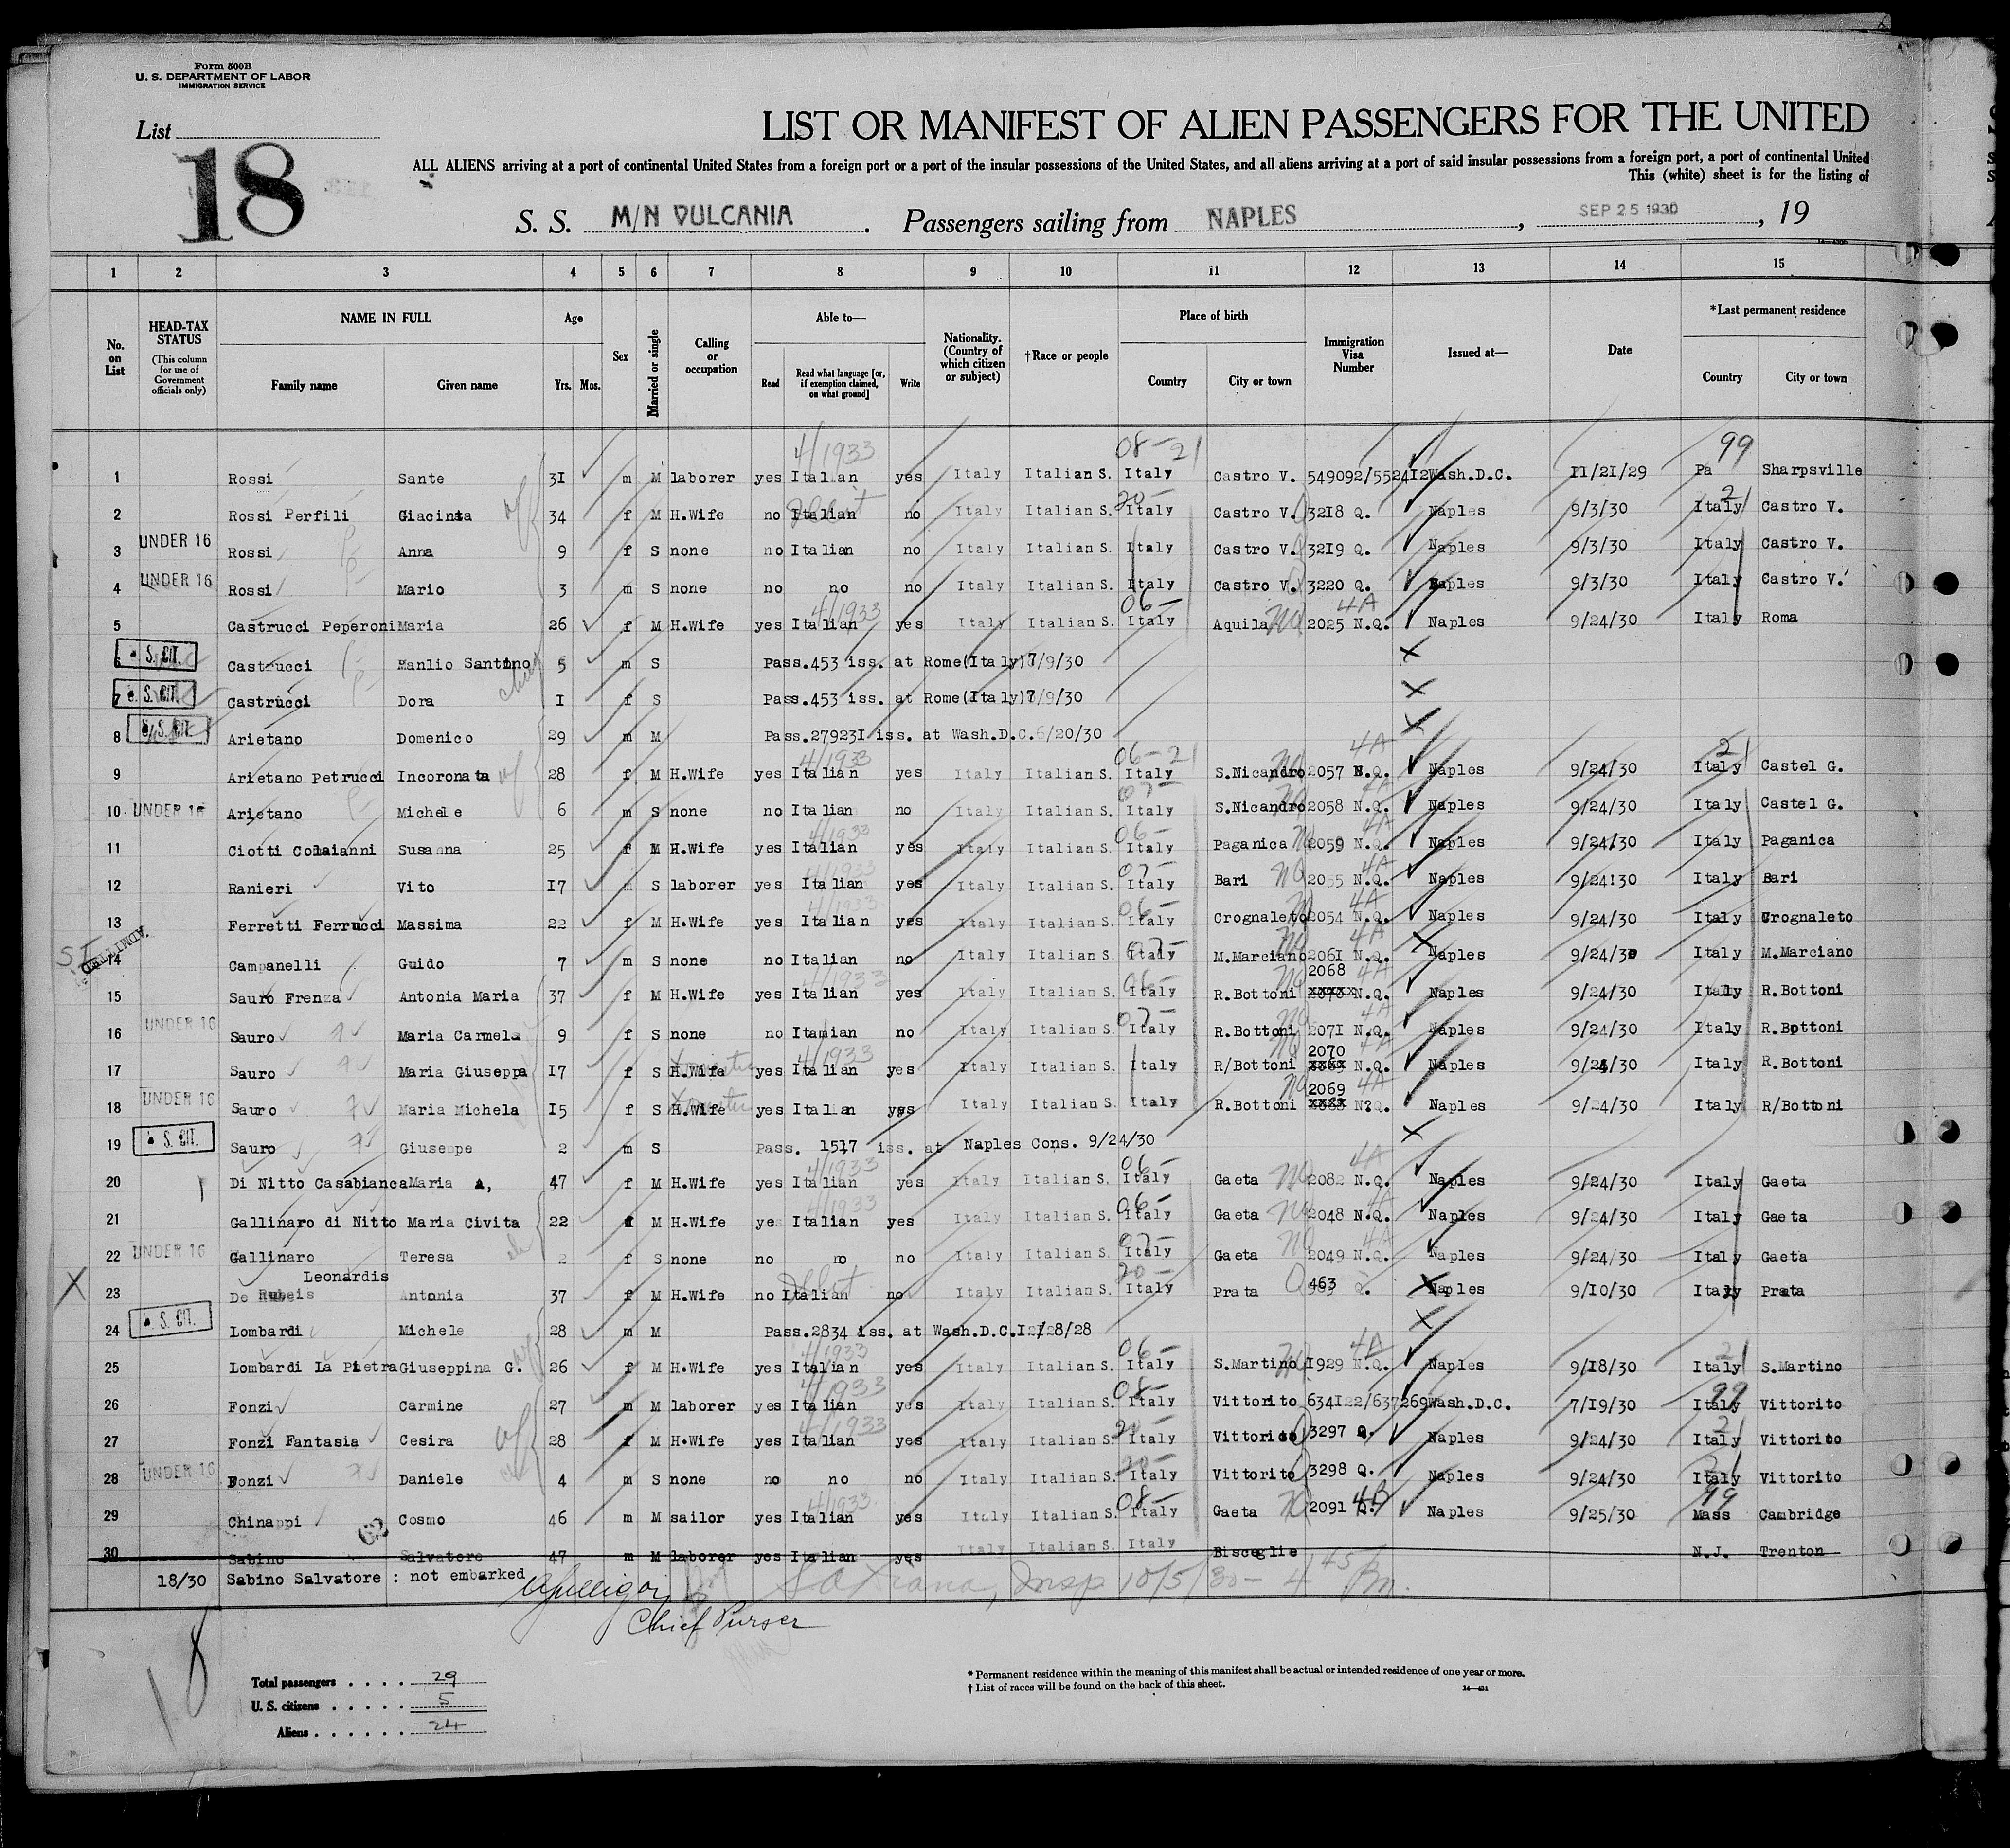 Form 500B
U. S. DEPARTMENT OF LABOR
IMMIGRATION SERVICE
List
18
LIST OR MANIFEST OF ALIEN PASSENGERS FOR THE UNITED
ALL ALIENS arriving at a port of continental United States from a foreign port or a port of the insular possessions of the United States, and all aliens arriving at a port of said insular possessions from a foreign port, a port of continental United
This (white) sheet is for the listing of
S. S. M/N VULCANIA . Passengers sailing from NAPLES , SEP 25 1930 , 19
1 2 3 4 5 6 7 8 9 10 11 12 13 14 15
No. on List
HEAD-TAX STATUS (This column for use of Government officials only)
NAME IN FULL Family name Given name
Age Yrs. Mos.
Sex
Married or single
Calling or occupation
Able to— Read Read what language [or, if exemption claimed, on what ground] Write
Nationality. (Country of which citizen or subject)
†Race or people
Place of birth Country City or town
Immigration Visa Number
Issued at—
Date
*Last permanent residence Country City or town
4/1933 08-21 99
1 Rossi Sante 31 m M laborer yes Italian yes Italy Italian S. Italy Castro V. 549092/552412 Wash.D.C. 11/21/29 Pa Sharpsville
2 Rossi Perfili Giacinta 34 f M H.Wife no Italian no Italy Italian S. Italy Castro V. 3218 Q. Naples 9/3/30 Italy Castro V.
3 UNDER 16 Rossi Anna 9 f S none no Italian no Italy Italian S. Italy Castro V. 3219 Q. Naples 9/3/30 Italy Castro V.
4 UNDER 16 Rossi Mario 3 m S none no no no Italy Italian S. Italy Castro V. 3220 Q. Naples 9/3/30 Italy Castro V.
5 Castrucci Peperoni Maria 26 f M H.Wife yes Italian yes Italy Italian S. Italy Aquila 2025 N.Q. Naples 9/24/30 Italy Roma
6 S. CIT. Castrucci Manlio Santino 5 m S Pass.453 iss. at Rome(Italy) 7/9/30
7 S. CIT. Castrucci Dora 1 f S Pass.453 iss. at Rome(Italy) 7/9/30
8 S. CIT. Arietano Domenico 29 m M Pass.279231 iss. at Wash.D.C. 6/20/30
9 Arietano Petrucci Incoronata 28 f M H.Wife yes Italian yes Italy Italian S. Italy S.Nicandro 2057 N.Q. Naples 9/24/30 Italy Castel G.
10 UNDER 16 Arietano Michele 6 m S none no Italian no Italy Italian S. Italy S.Nicandro 2058 N.Q. Naples 9/24/30 Italy Castel G.
11 Ciotti Colaianni Susanna 25 f M H.Wife yes Italian yes Italy Italian S. Italy Paganica 2059 N.Q. Naples 9/24/30 Italy Paganica
12 Ranieri Vito 17 m S laborer yes Italian yes Italy Italian S. Italy Bari 2055 N.Q. Naples 9/24:30 Italy Bari
13 Ferretti Ferrucci Massima 22 f M H.Wife yes Italian yes Italy Italian S. Italy Crognaleto 2054 N.Q. Naples 9/24/30 Italy Crognaleto
S I ADMITTED
14 Campanelli Guido 7 m S none no Italian no Italy Italian S. Italy M.Marciano 2061 N.Q. Naples 9/24/30 Italy M.Marciano
15 Sauro Frenza Antonia Maria 37 f M H.Wife yes Italian yes Italy Italian S. Italy R.Bottoni 2068 N.Q. Naples 9/24/30 Italy R.Bottoni
16 UNDER 16 Sauro Maria Carmela 9 f S none no Itamian no Italy Italian S. Italy R.Bottoni 2071 N.Q. Naples 9/24/30 Italy R.Bottoni
17 Sauro Maria Giuseppa 17 f S H.Wife yes Italian yes Italy Italian S. Italy R/Bottoni 2070 N.Q. Naples 9/24/30 Italy R.Bottoni
18 UNDER 16 Sauro Maria Michela 15 f S H.Wife yes Italian yes Italy Italian S. Italy R.Bottoni 2069 N?Q. Naples 9/24/30 Italy R/Bottoni
19 S. CIT. Sauro Giuseppe 2 m S Pass. 1517 iss. at Naples Cons. 9/24/30
20 Di Nitto Casabianca Maria A, 47 f M H.Wife yes Italian yes Italy Italian S. Italy Gaeta 2082 N.Q. Naples 9/24/30 Italy Gaeta
21 Gallinaro di Nitto Maria Civita 22 f M H.Wife yes Italian yes Italy Italian S. Italy Gaeta 2048 N.Q. Naples 9/24/30 Italy Gaeta
22 UNDER 16 Gallinaro Teresa 2 f S none no no no Italy Italian S. Italy Gaeta 2049 N.Q. Naples 9/24/30 Italy Gaeta
Leonardis
23 De Rubeis Antonia 37 f M H.Wife no Italian no Italy Italian S. Italy Prata 463 Q. Naples 9/10/30 Italy Prata
24 S. CIT. Lombardi Michele 28 m M Pass.2834 iss. at Wash.D.C.12/28/28
25 Lombardi La Pietra Giuseppina G. 26 f M H.Wife yes Italian yes Italy Italian S. Italy S.Martino 1929 N.Q. Naples 9/18/30 Italy S.Martino
26 Fonzi Carmine 27 m M laborer yes Italian yes Italy Italian S. Italy Vittorito 634122/637269 Wash.D.C. 7/19/30 Italy Vittorito
27 Fonzi Fantasia Cesira 28 f M H.Wife yes Italian yes Italy Italian S. Italy Vittorito 3297 Q. Naples 9/24/30 Italy Vittorito
28 UNDER 16 Fonzi Daniele 4 m S none no no no Italy Italian S. Italy Vittorito 3298 Q. Naples 9/24/30 Italy Vittorito
29 Chinappi Cosmo 46 m M sailor yes Italian yes Italy Italian S. Italy Gaeta 2091 4B Naples 9/25/30 Mass Cambridge
30 Sabino Salvatore 47 m M laborer yes Italian yes Italy Italian S. Italy Bisceglie N.J. Trenton
18/30 Sabino Salvatore : not embarked
Insp 10/5/30- 4 45 Pm.
Chief Purser
18
Total passengers . . . . 29
U. S. citizens . . . . . 5
Aliens . . . . . . 24
* Permanent residence within the meaning of this manifest shall be actual or intended residence of one year or more.
† List of races will be found on the back of this sheet.